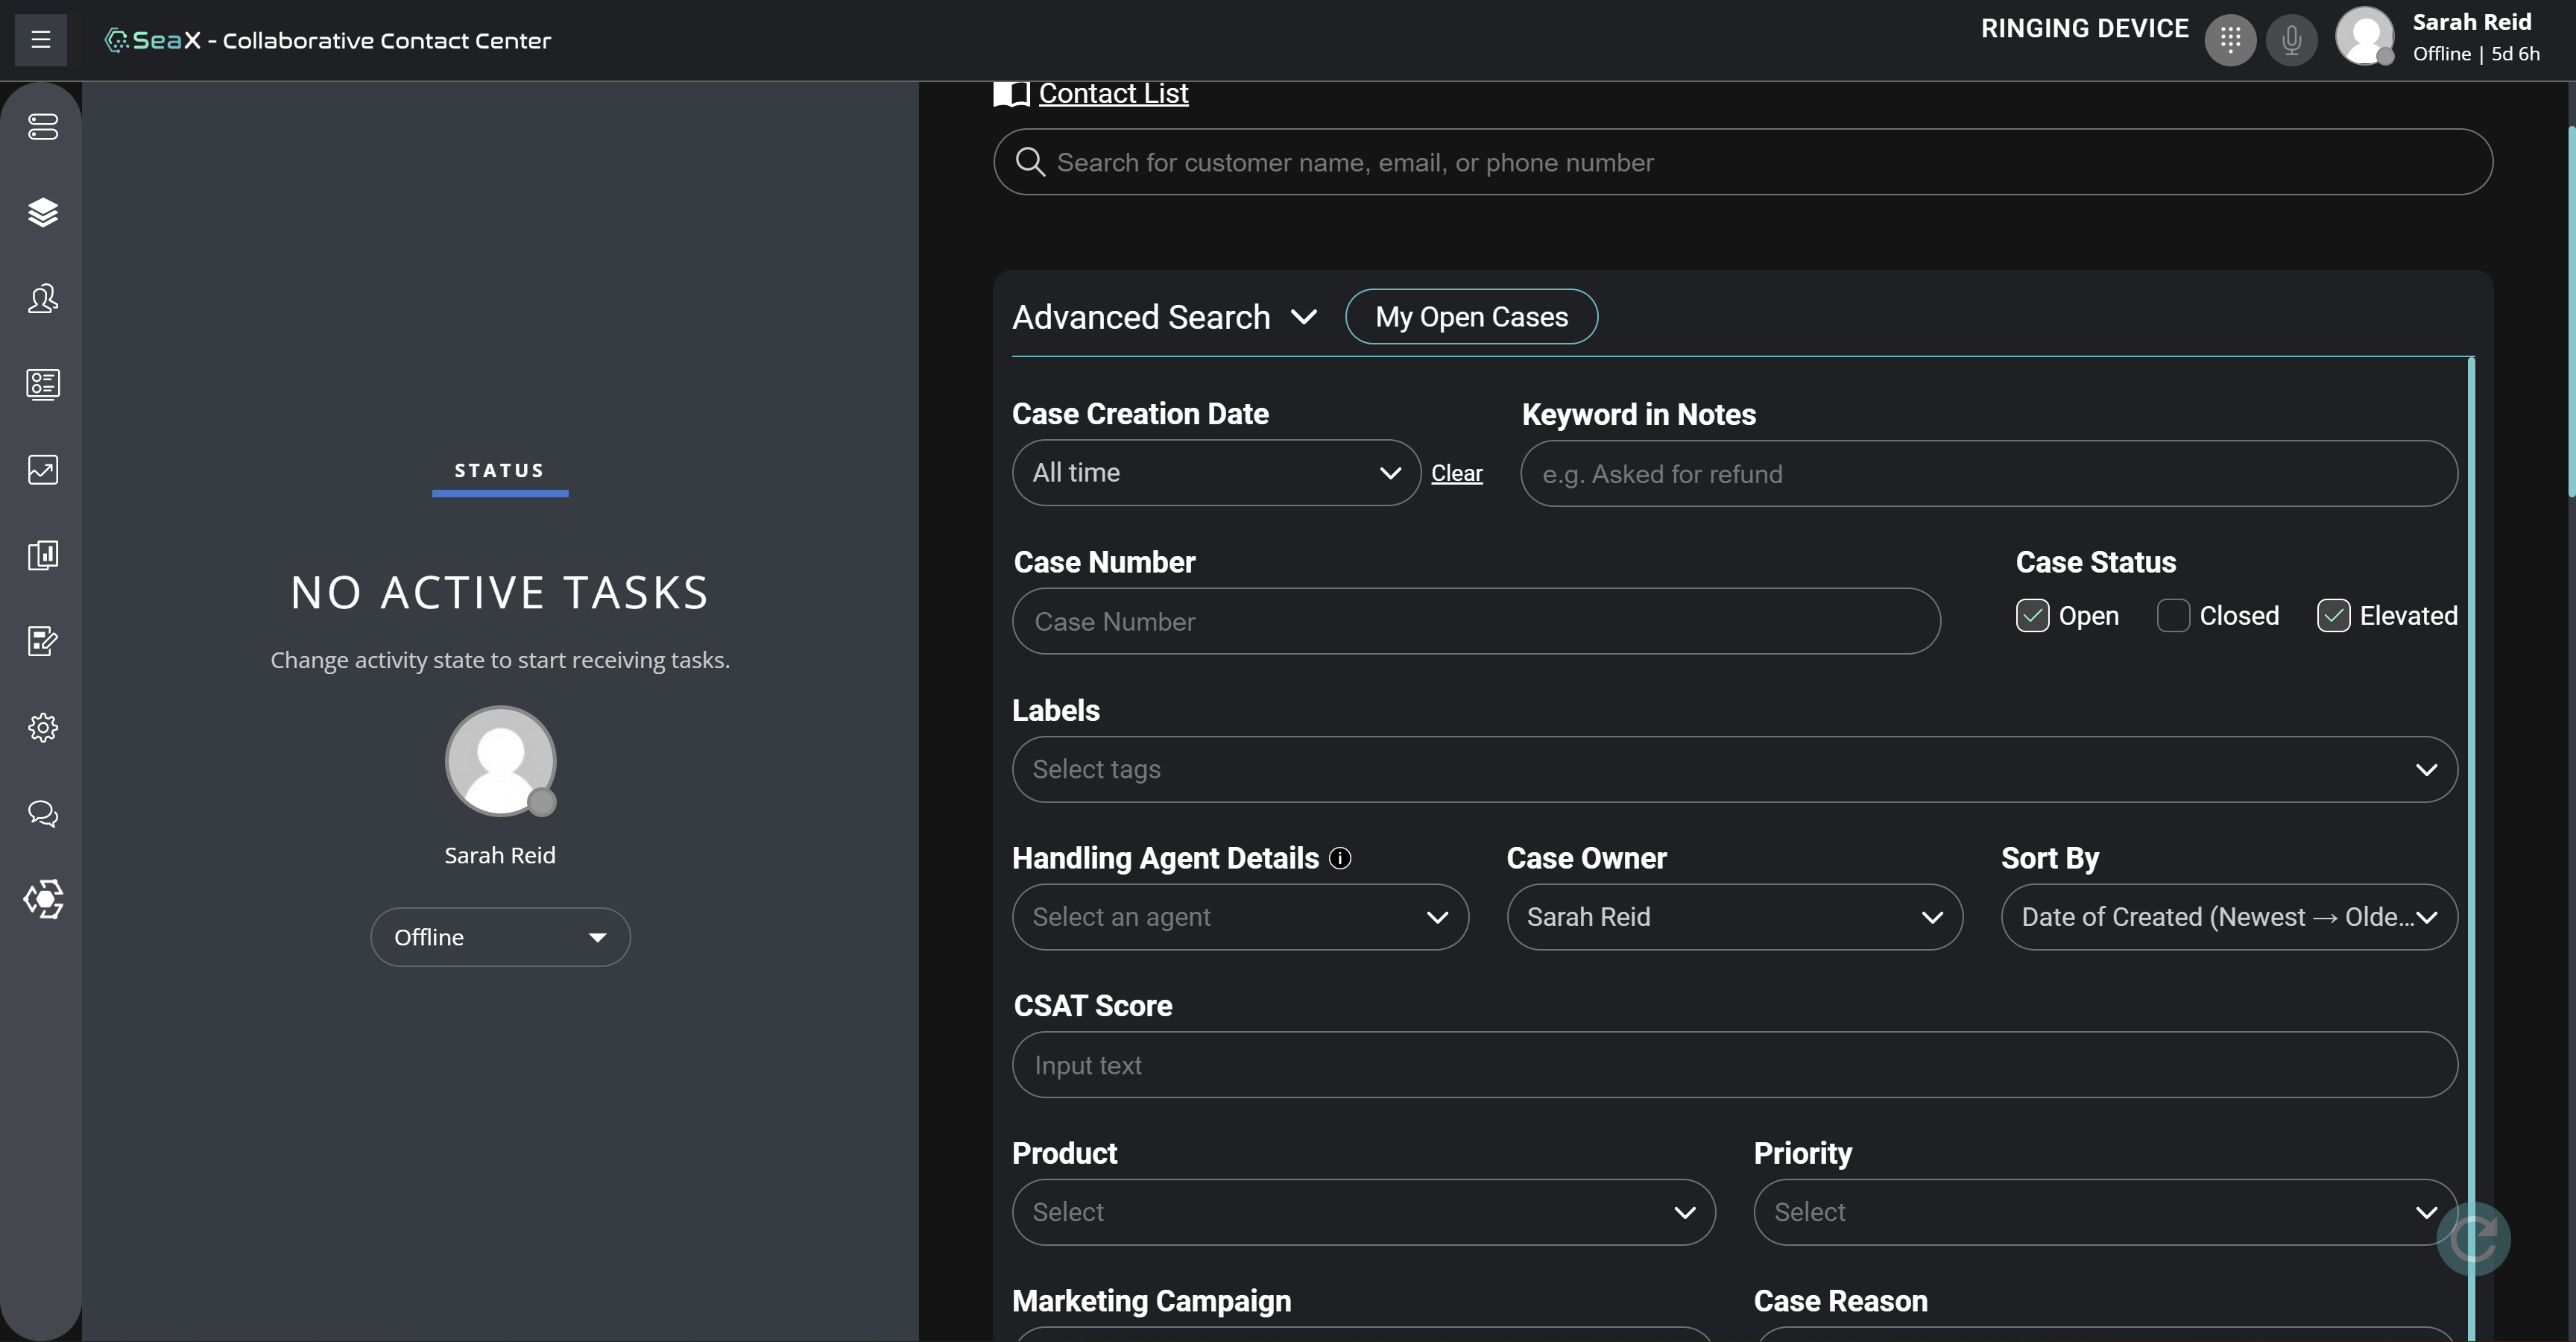 SeaX - Collaborative Contact Center
RINGING DEVICE
Sarah Reid
Offline | 5d 6h
STATUS
NO ACTIVE TASKS
Change activity state to start receiving tasks.
Sarah Reid
Offline
Contact List
Search for customer name, email, or phone number
Advanced Search
My Open Cases
Case Creation Date
Keyword in Notes
All time
Clear
e.g. Asked for refund
Case Number
Case Status
Case Number
Open
Closed
Elevated
Labels
Select tags
Handling Agent Details
Case Owner
Sort By
Select an agent
Sarah Reid
Date of Created (Newest → Olde...
CSAT Score
Input text
Product
Priority
Select
Select
Marketing Campaign
Case Reason